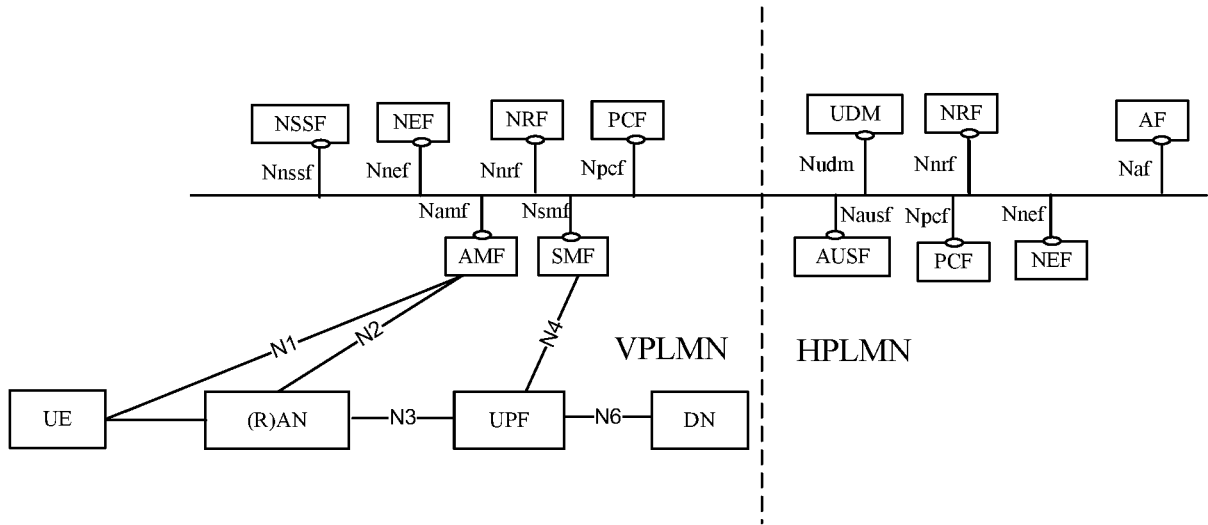 NSSF NEF NRF PCF UDM NRF AF
Nnssf Nnef Nnrf Npcf Nudm Nnrf Naf
Namf Nsmf Nausf Npcf Nnef
AMF SMF AUSF PCF NEF
N1 N2 N4 VPLMN HPLMN
UE (R)AN N3 UPF N6 DN